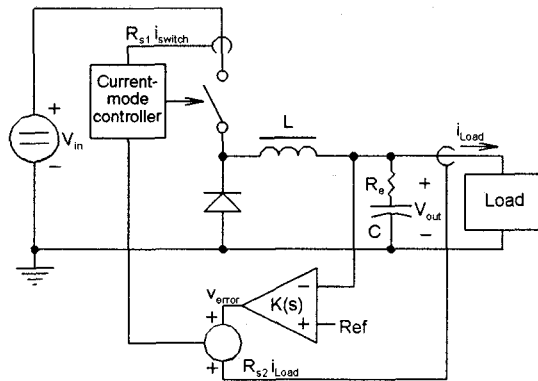 R_s1 i_switch
Current-
mode
controller
+
V_in
-
L
i_Load
R_e
+
V_out
-
C
Load
v_error
K(s)
-
+
Ref
+
+
R_s2 i_Load